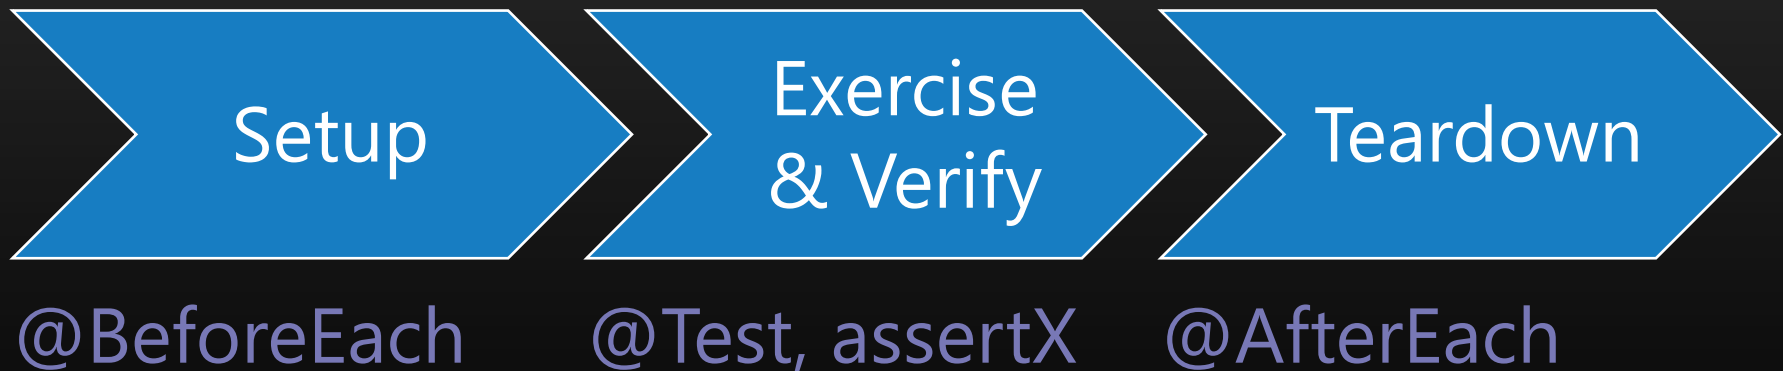 Setup
Exercise
& Verify
Teardown
@BeforeEach
@Test, assertX
@AfterEach